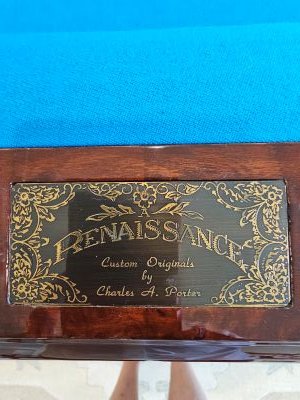 A
RENAISSANCE
Custom Originals
by
Charles A. Porter